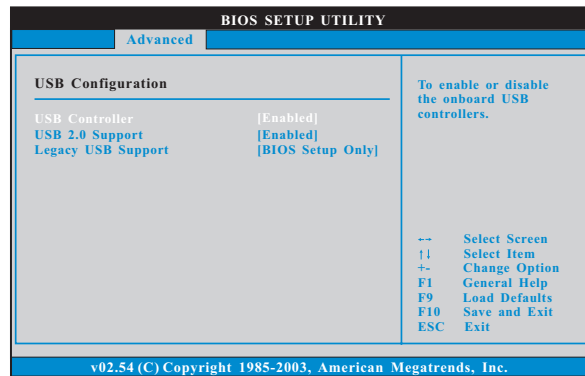 BIOS SETUP UTILITY
Advanced
USB Configuration
USB Controller [Enabled]
USB 2.0 Support [Enabled]
Legacy USB Support [BIOS Setup Only]
To enable or disable
the onboard USB
controllers.
←→ Select Screen
↑↓ Select Item
+- Change Option
F1 General Help
F9 Load Defaults
F10 Save and Exit
ESC Exit
v02.54 (C) Copyright 1985-2003, American Megatrends, Inc.